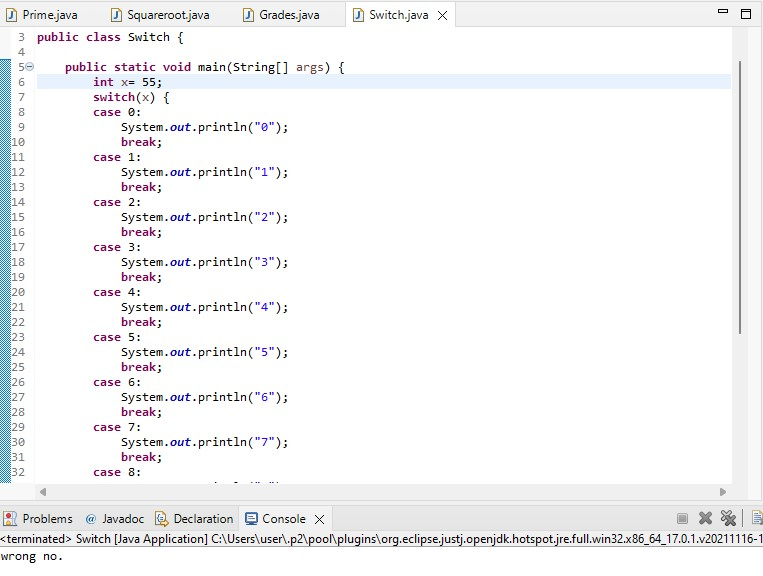 Prime.java Squareroot.java Grades.java Switch.java
3 public class Switch {
4
5 public static void main(String[] args) {
6 int x= 55;
7 switch(x) {
8 case 0:
9 System.out.println("0");
10 break;
11 case 1:
12 System.out.println("1");
13 break;
14 case 2:
15 System.out.println("2");
16 break;
17 case 3:
18 System.out.println("3");
19 break;
20 case 4:
21 System.out.println("4");
22 break;
23 case 5:
24 System.out.println("5");
25 break;
26 case 6:
27 System.out.println("6");
28 break;
29 case 7:
30 System.out.println("7");
31 break;
32 case 8:
Problems Javadoc Declaration Console
<terminated> Switch [Java Application] C:\Users\user\.p2\pool\plugins\org.eclipse.justj.openjdk.hotspot.jre.full.win32.x86_64_17.0.1.v20211116-1
wrong no.